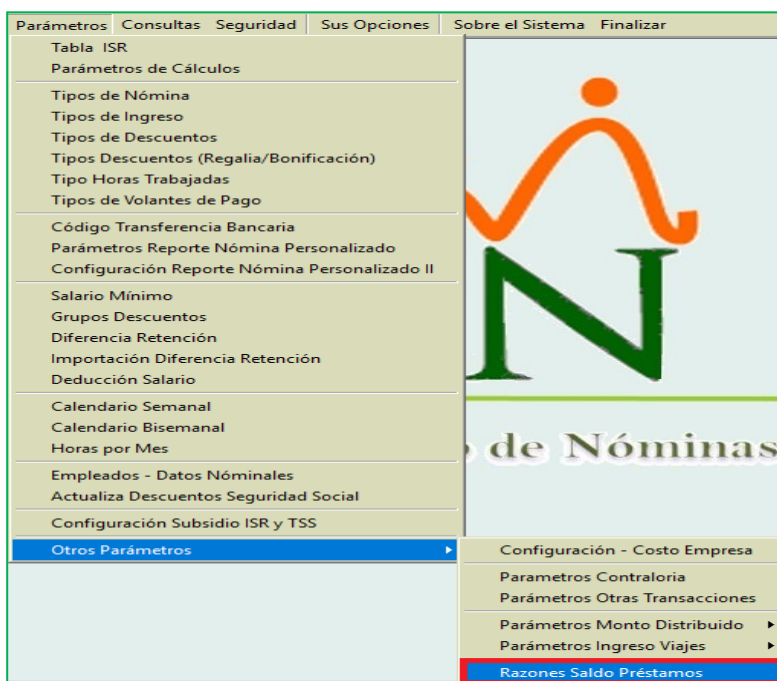 Parámetros Consultas Seguridad Sus Opciones Sobre el Sistema Finalizar
Tabla ISR
Parámetros de Cálculos
Tipos de Nómina
Tipos de Ingreso
Tipos de Descuentos
Tipos Descuentos (Regalia/Bonificación)
Tipo Horas Trabajadas
Tipos de Volantes de Pago
Código Transferencia Bancaria
Parámetros Reporte Nómina Personalizado
Configuración Reporte Nómina Personalizado II
Salario Mínimo
Grupos Descuentos
Diferencia Retención
Importación Diferencia Retención
Deducción Salario
Calendario Semanal
Calendario Bisemanal
Horas por Mes
Empleados - Datos Nóminales
Actualiza Descuentos Seguridad Social
Configuración Subsidio ISR y TSS
Otros Parámetros
N
de Nóminas
Configuración - Costo Empresa
Parametros Contraloria
Parámetros Otras Transacciones
Parámetros Monto Distribuido
Parámetros Ingreso Viajes
Razones Saldo Préstamos